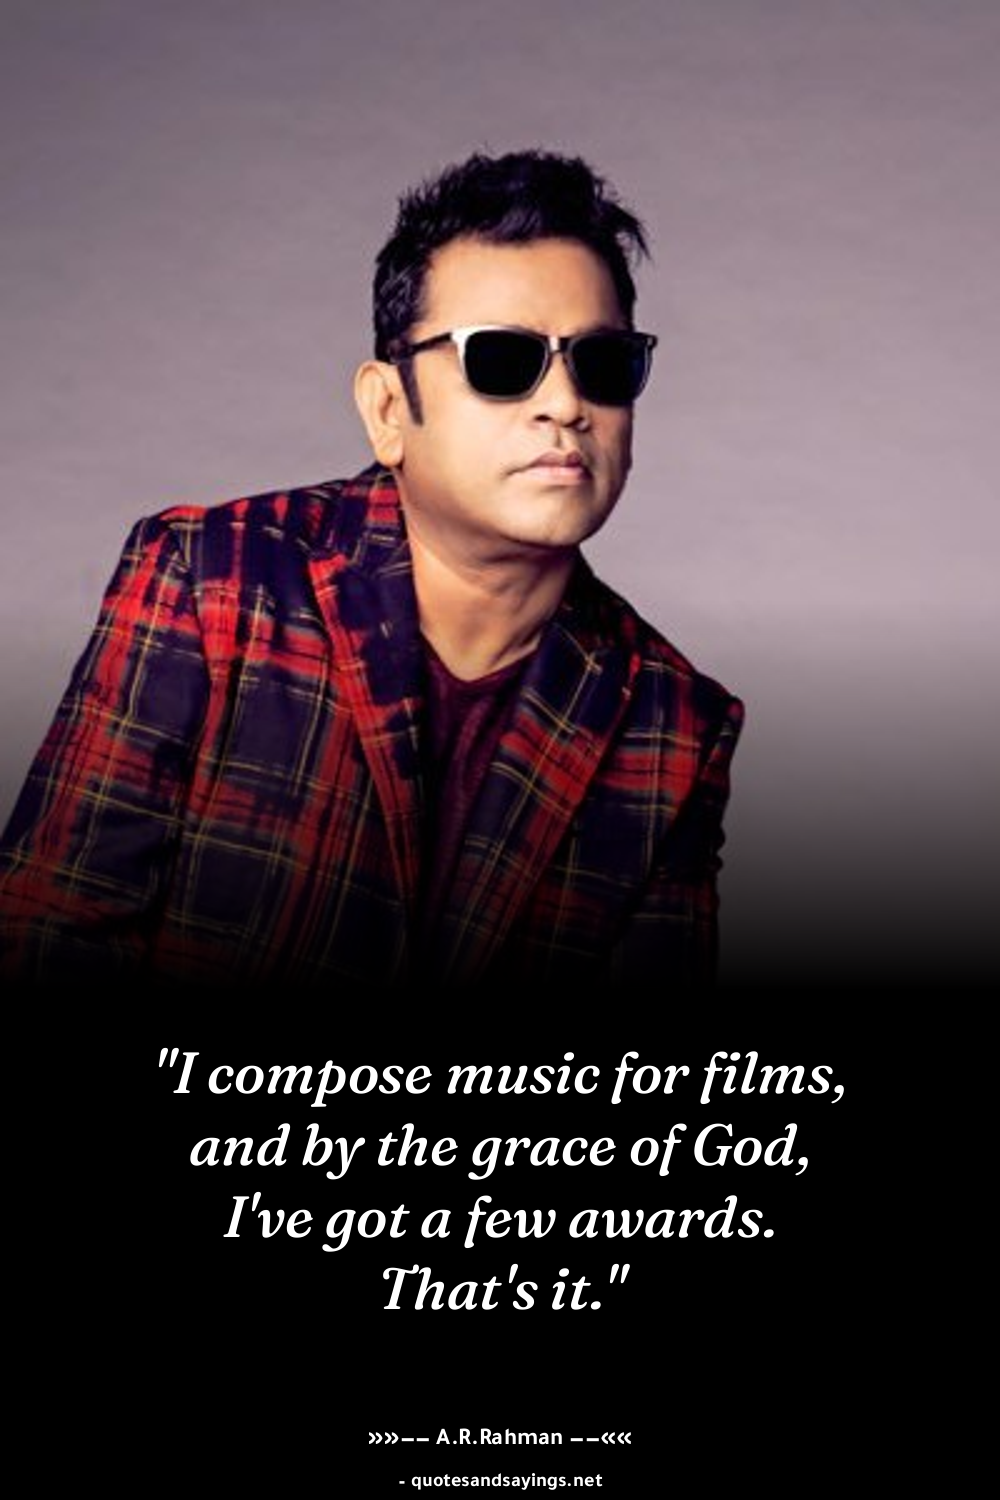 "I compose music for films,
and by the grace of God,
I've got a few awards.
That's it."
»»−− A.R.Rahman −−««
- quotesandsayings.net